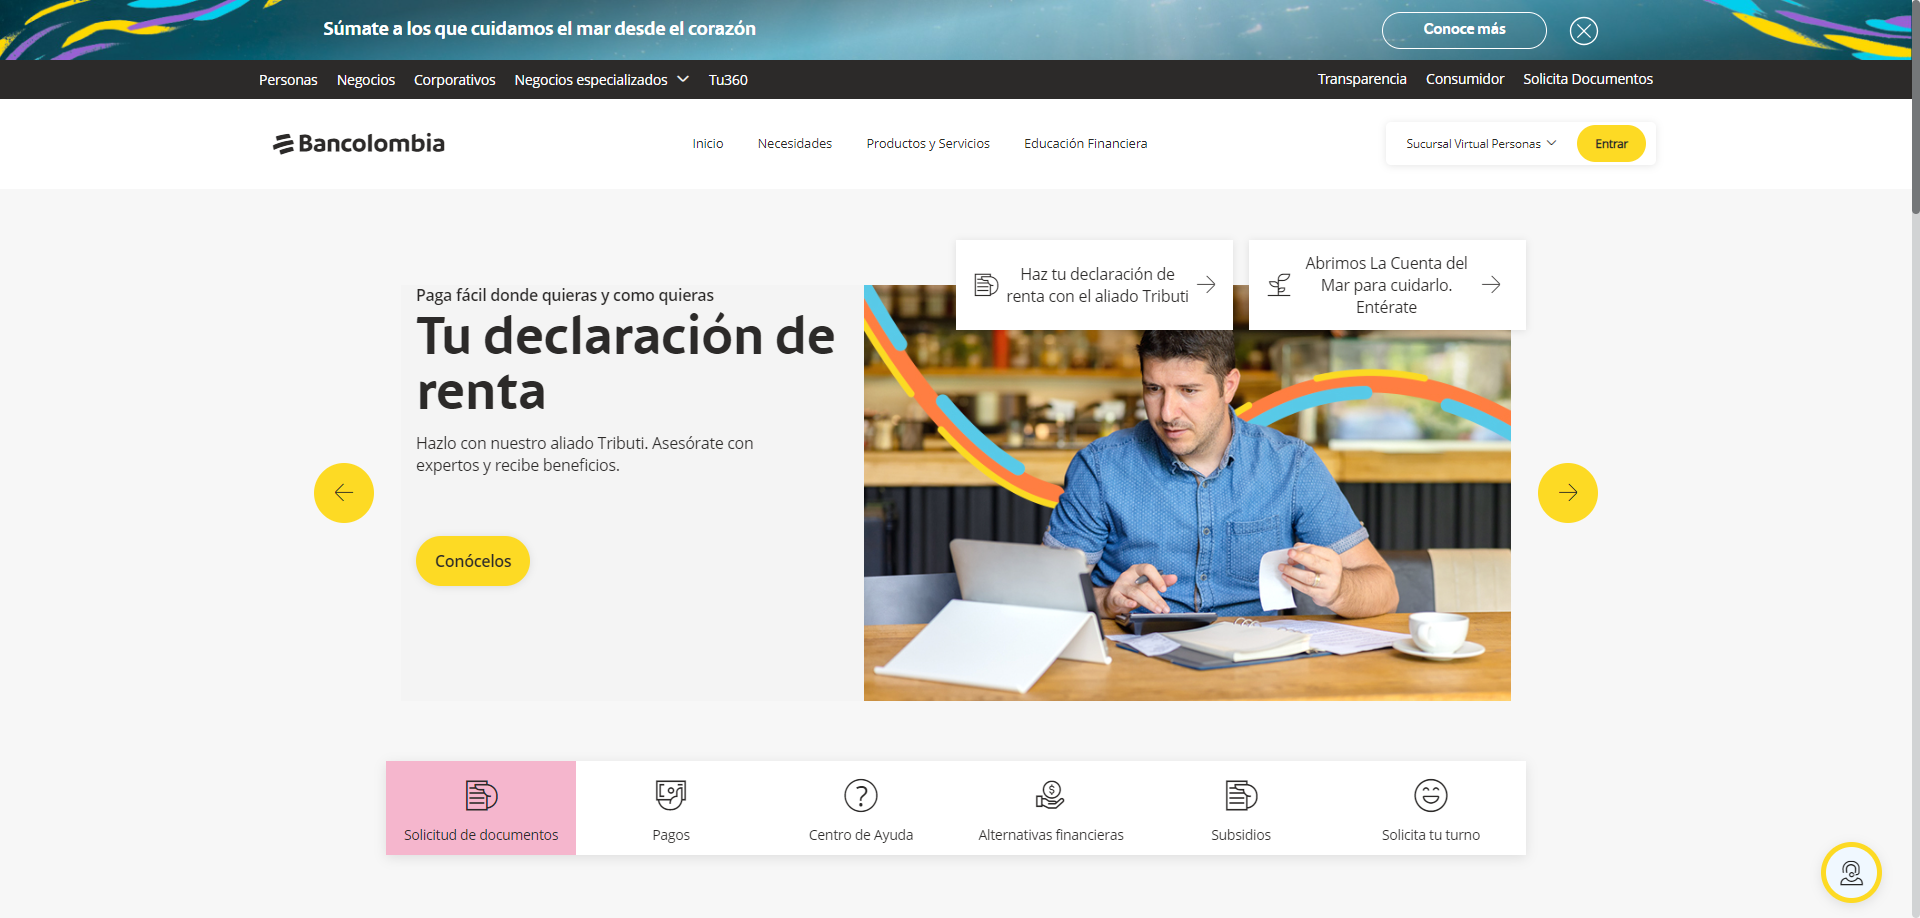 Súmate a los que cuidamos el mar desde el corazón
Conoce más
Personas Negocios Corporativos Negocios especializados Tu360
Transparencia Consumidor Solicita Documentos
Bancolombia
Inicio Necesidades Productos y Servicios Educación Financiera
Sucursal Virtual Personas Entrar
Haz tu declaración de
renta con el aliado Tributi
Abrimos La Cuenta del
Mar para cuidarlo.
Entérate
Paga fácil donde quieras y como quieras
Tu declaración de
renta
Hazlo con nuestro aliado Tributi. Asesórate con
expertos y recibe beneficios.
Conócelos
Solicitud de documentos
Pagos
Centro de Ayuda
Alternativas financieras
Subsidios
Solicita tu turno